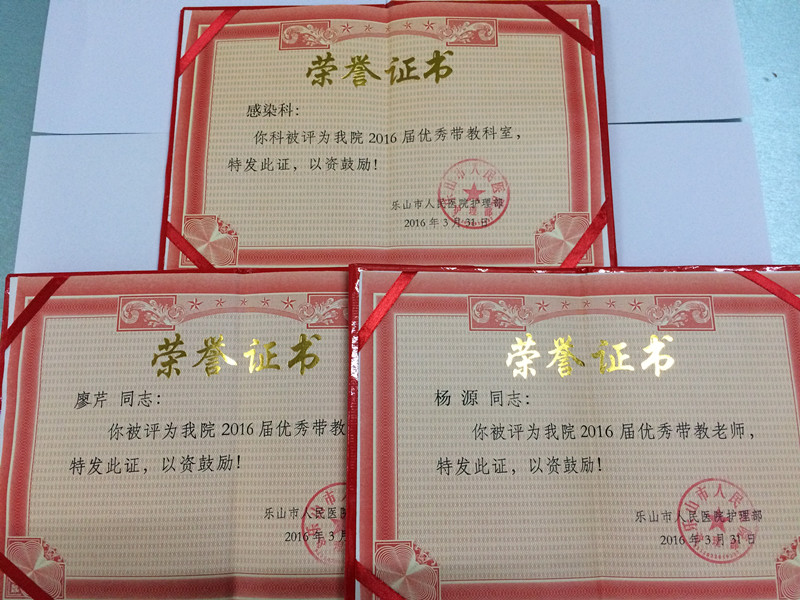 荣誉证书
感染科：
你科被评为我院2016届优秀带教科室，
特发此证，以资鼓励！
乐山市人民医院护理部
2016年3月31日
荣誉证书
廖芹 同志：
你被评为我院2016届优秀带教
特发此证，以资鼓励！
乐山市人民医
2016年3月
荣誉证书
杨源 同志：
你被评为我院2016届优秀带教老师，
特发此证，以资鼓励！
乐山市人民医院护理部
2016年3月31日